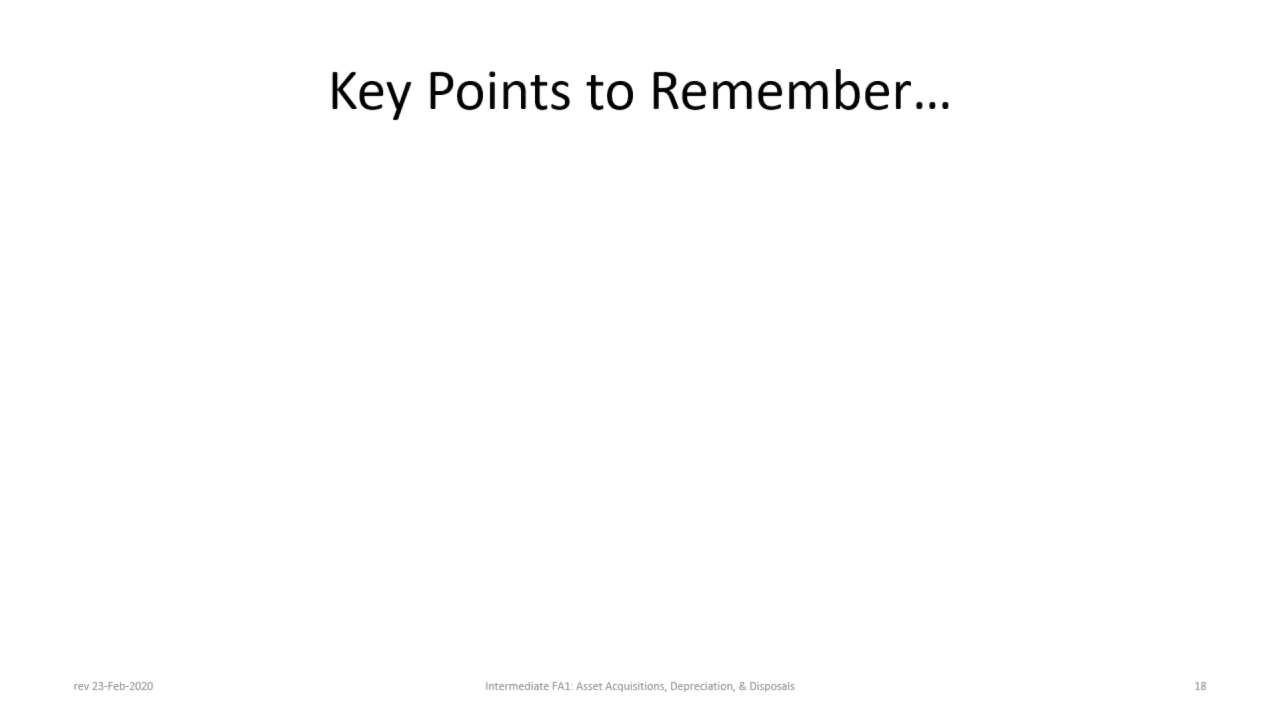 Key Points to Remember…
rev 23-Feb-2020
Intermediate FA1: Asset Acquisitions, Depreciation, & Disposals
18